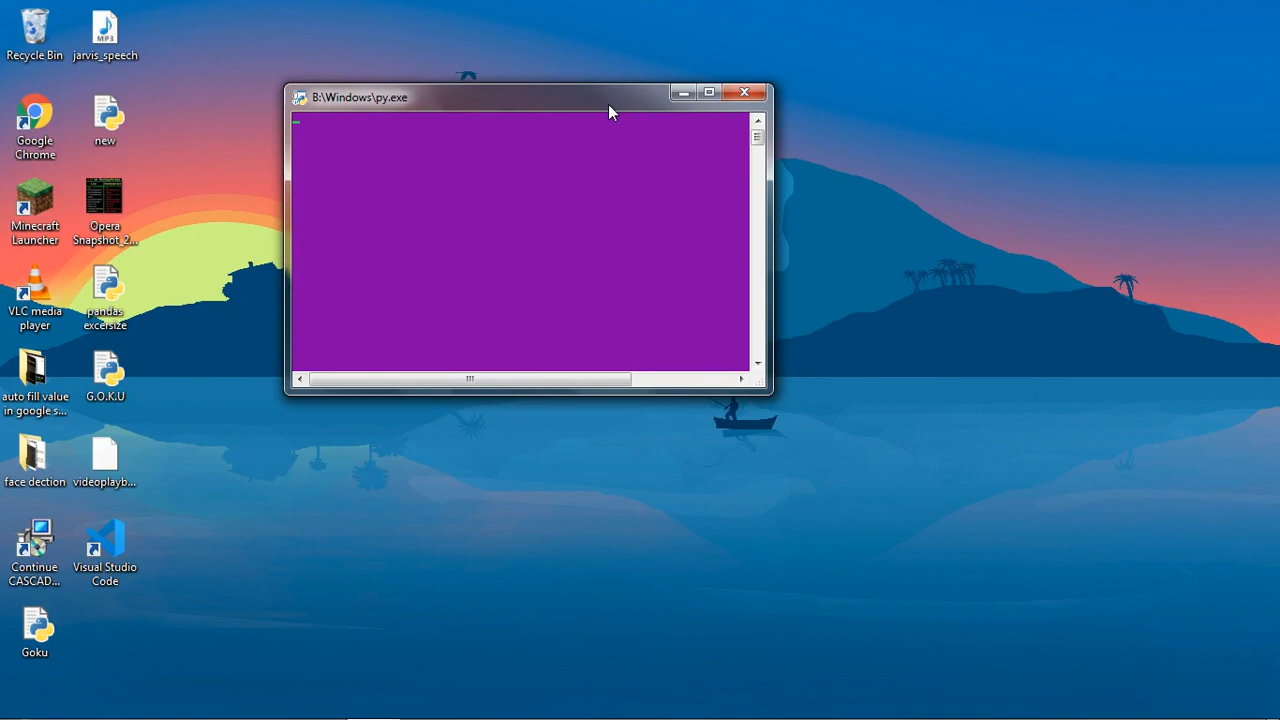 Recycle Bin
jarvis_speech
MP3
Google
Chrome
new
Minecraft
Launcher
Opera
Snapshot_2...
VLC media
player
pandas
excersize
auto fill value
in google s...
G.O.K.U
face dection
videoplayb...
Continue
CASCAD...
Visual Studio
Code
Goku
B:\Windows\py.exe